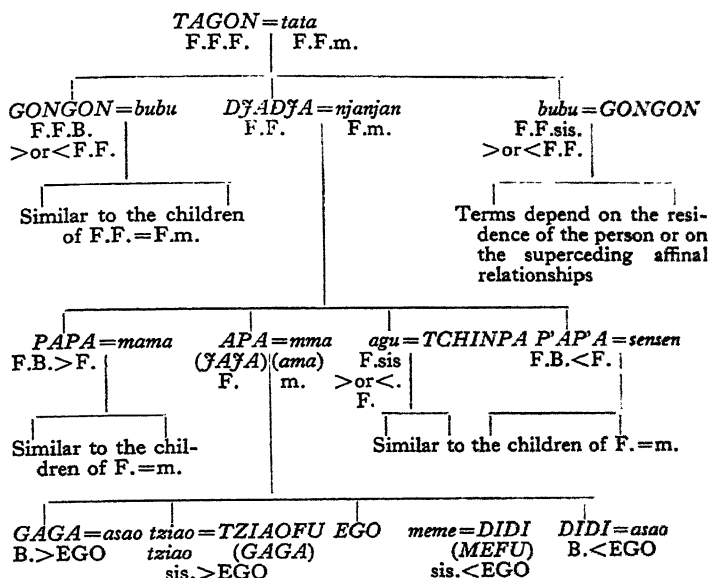 TAGON=tata
F.F.F. F.F.m.
GONGON=bubu DJADJA=njanjan bubu=GONGON
F.F.B. F.F. F.m. F.F.sis.
>or<F.F. >or<F.F.
Similar to the children Terms depend on the resi-
of F.F.=F.m. dence of the person or on
the superceding affinal
relationships
PAPA=mama APA=mma agu=TCHINPA P'AP'A=sensen
F.B.>F. (JAJA)(ama) F.sis F.B.<F.
F. m. >or<.
F.
Similar to the chil- Similar to the children of F.=m.
dren of F.=m.
GAGA=asao tziao=TZIAOFU EGO meme=DIDI DIDI=asao
B.>EGO tziao (GAGA) (MEFU) B.<EGO
sis.>EGO sis.<EGO